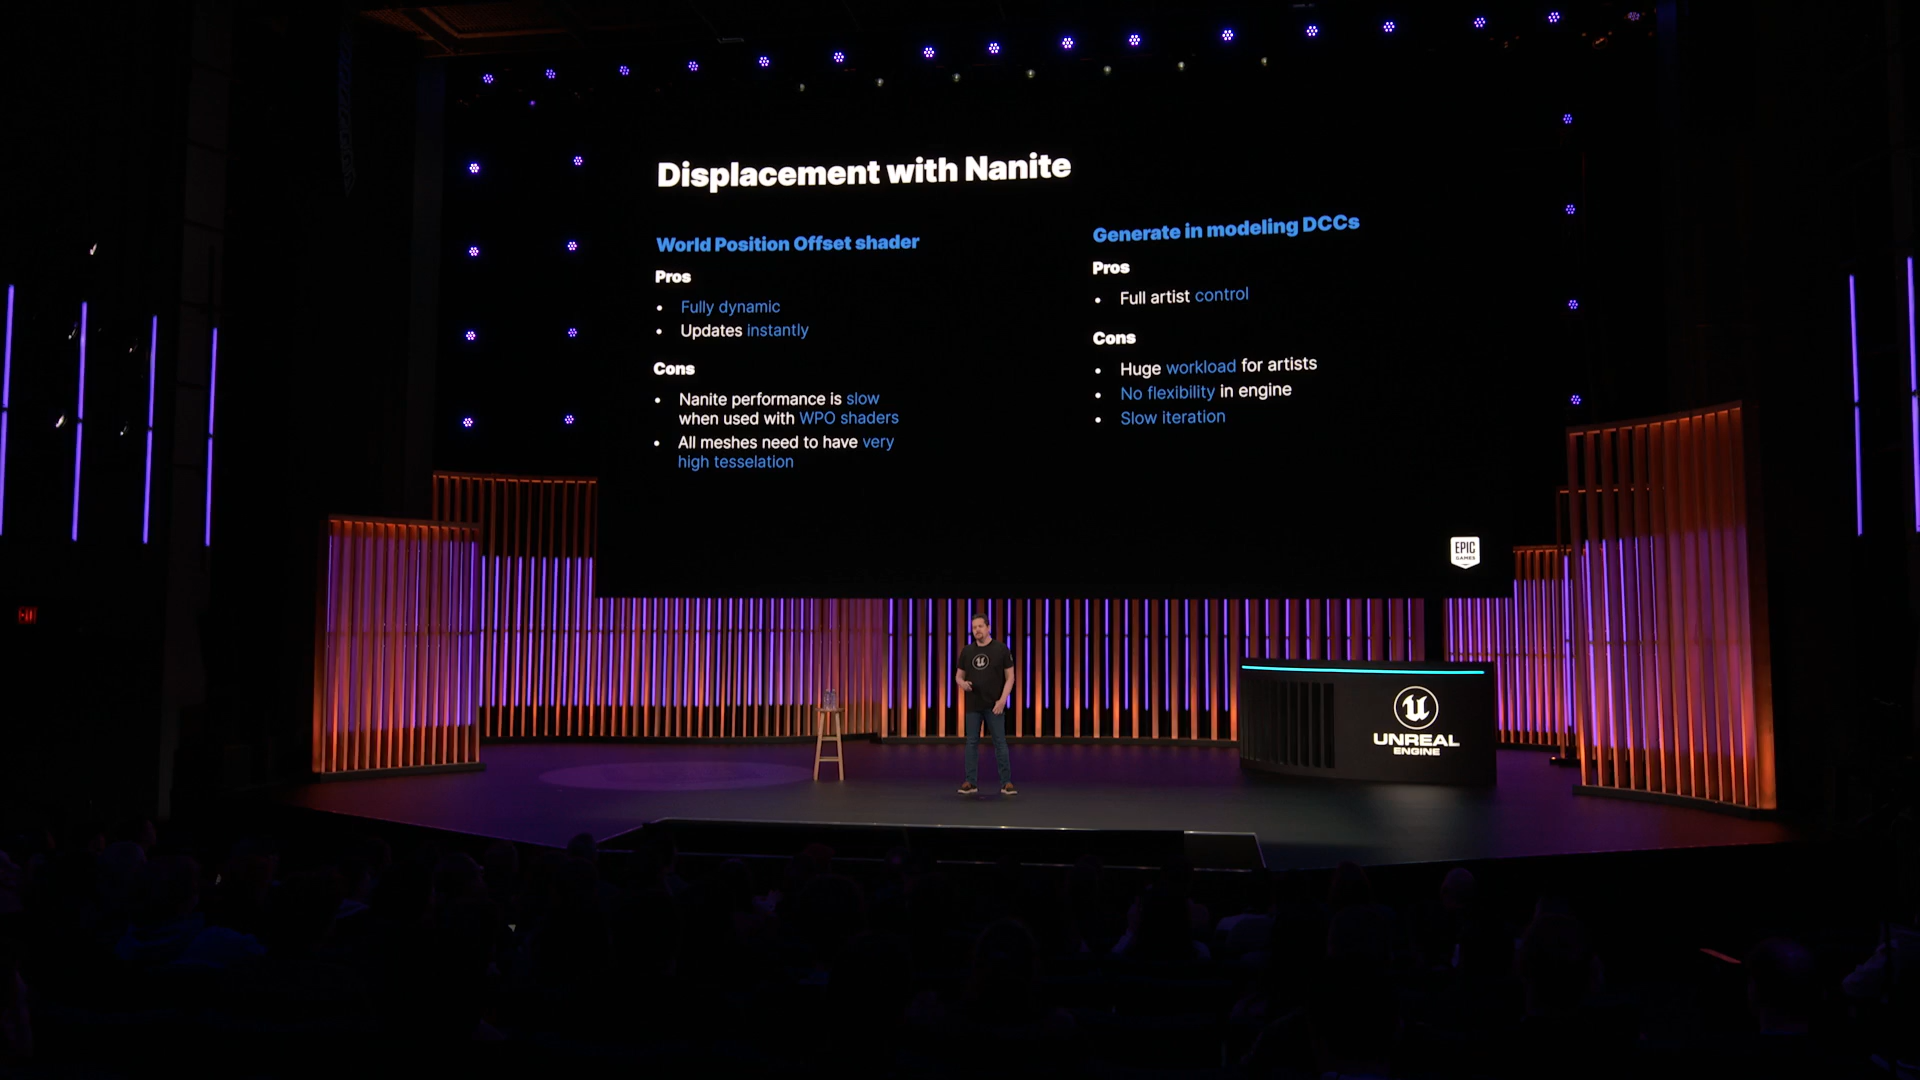 Displacement with Nanite
World Position Offset shader
Pros
• Fully dynamic
• Updates instantly
Cons
• Nanite performance is slow
when used with WPO shaders
• All meshes need to have very
high tesselation
Generate in modeling DCCs
Pros
• Full artist control
Cons
• Huge workload for artists
• No flexibility in engine
• Slow iteration
EPIC
GAMES
UNREAL
ENGINE